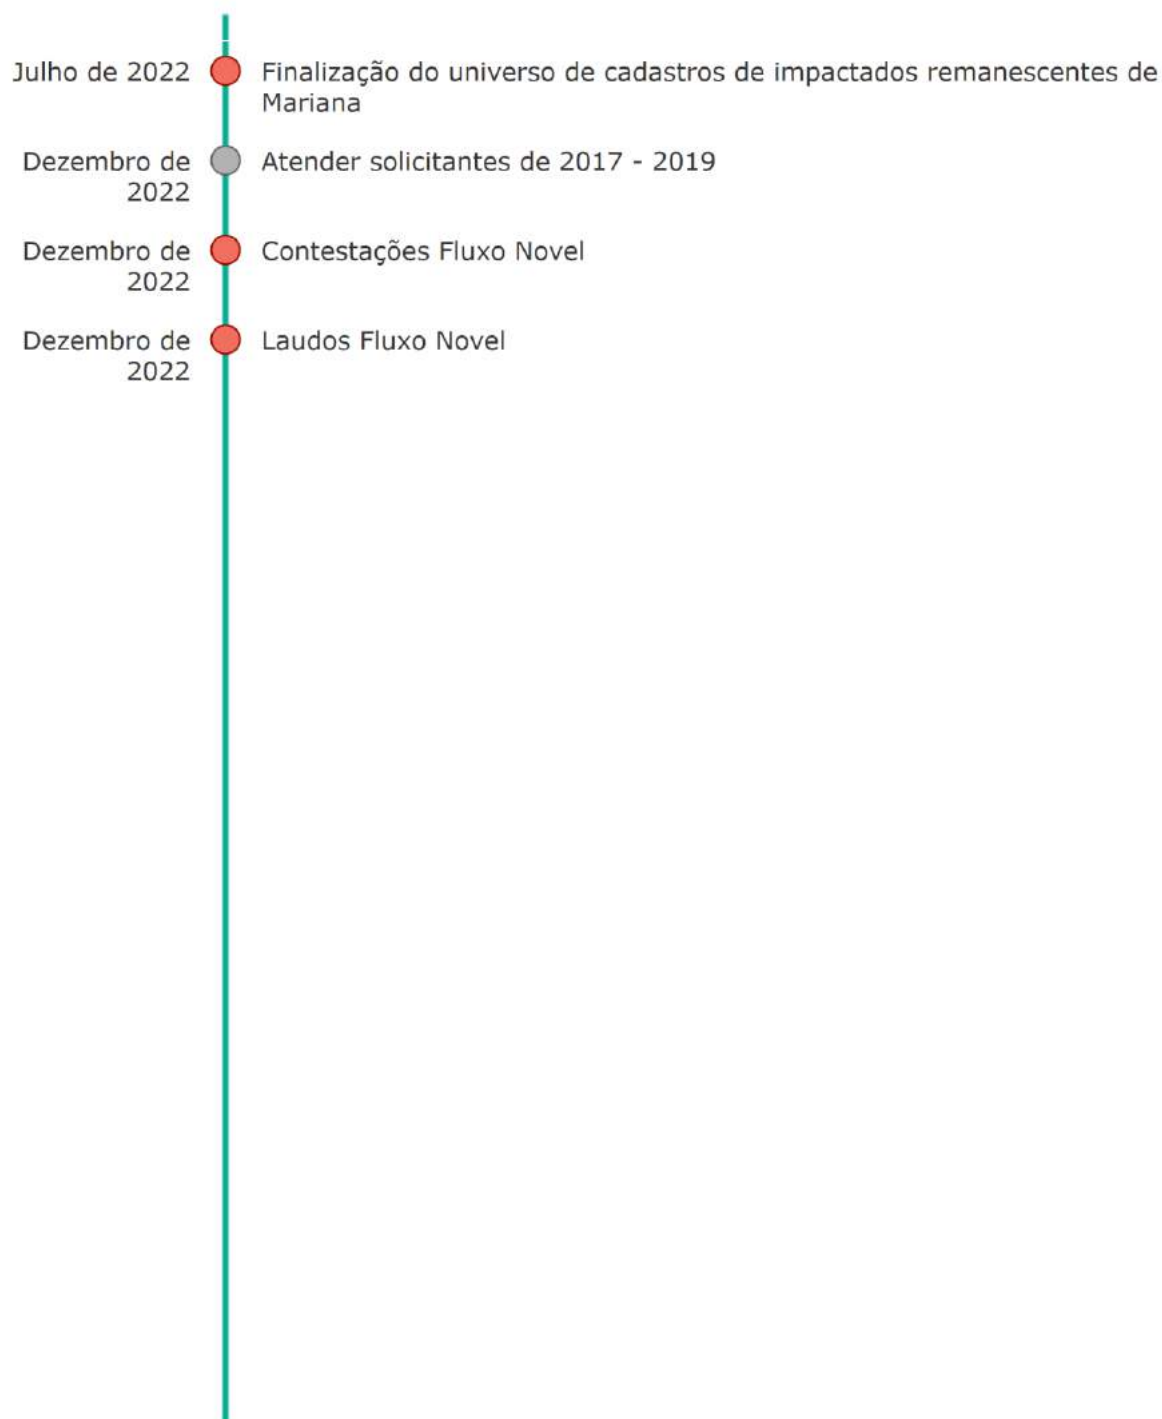 Julho de 2022 Finalização do universo de cadastros de impactados remanescentes de
Mariana
Dezembro de Atender solicitantes de 2017 - 2019
2022
Dezembro de Contestações Fluxo Novel
2022
Dezembro de Laudos Fluxo Novel
2022